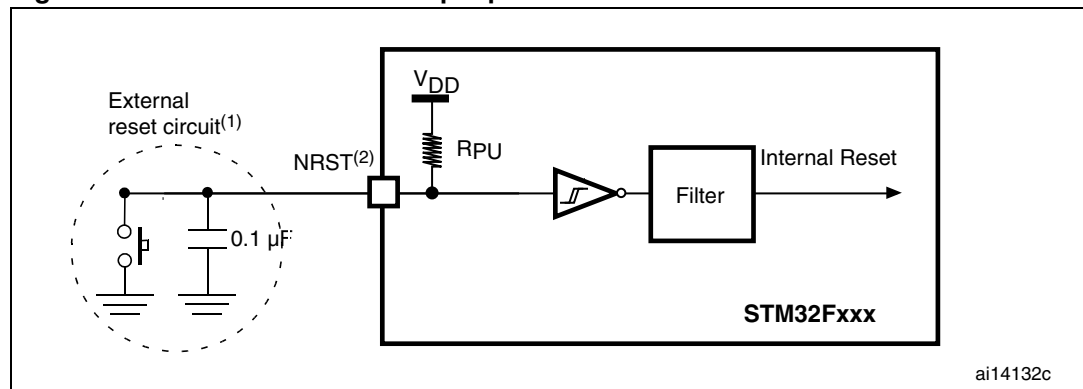 VDD
External
reset circuit(1)
NRST(2)
RPU
Internal Reset
Filter
0.1 µF
STM32Fxxx
ai14132c